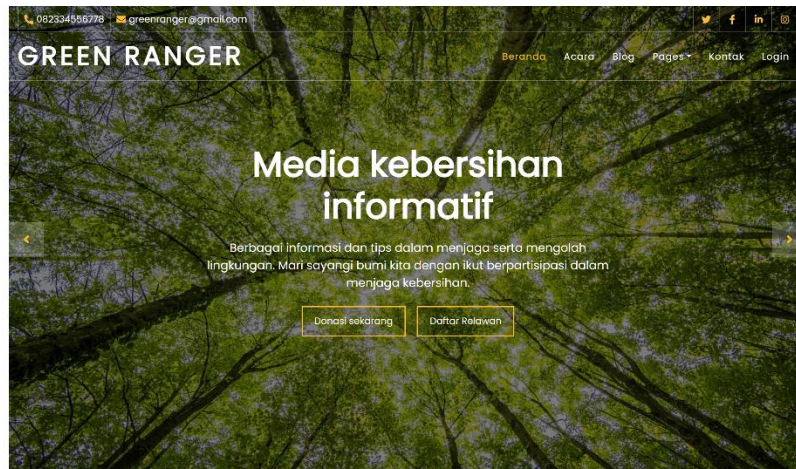 082334556778 greenranger@gmail.com
GREEN RANGER
Beranda Acara Blog Pages Kontak Login
Media kebersihan
informatif
Berbagai informasi dan tips dalam menjaga serta mengolah
lingkungan. Mari sayangi bumi kita dengan ikut berpartisipasi dalam
menjaga kebersihan.
Donasi sekarang Daftar Relawan